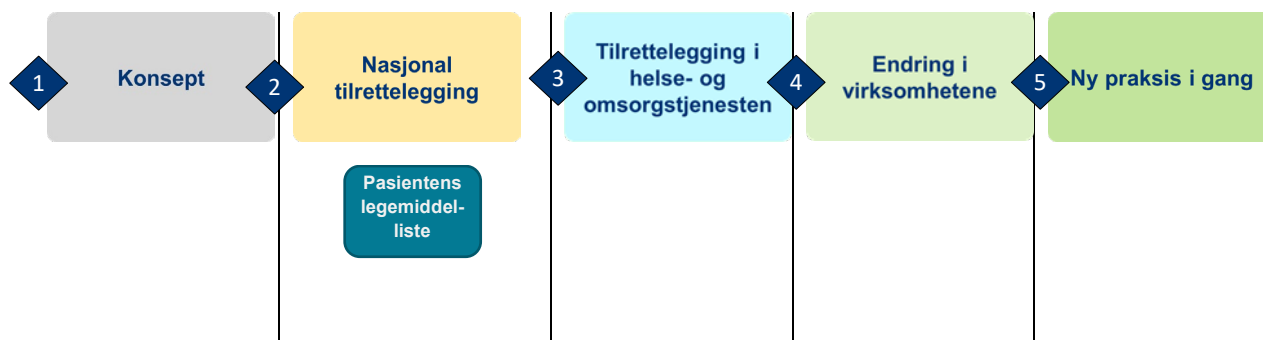 1
Konsept
2
Nasjonal
tilrettelegging
3
Tilrettelegging i
helse- og
omsorgstjenesten
4
Endring i
virksomhetene
5
Ny praksis i gang
Pasientens
legemiddel-
liste